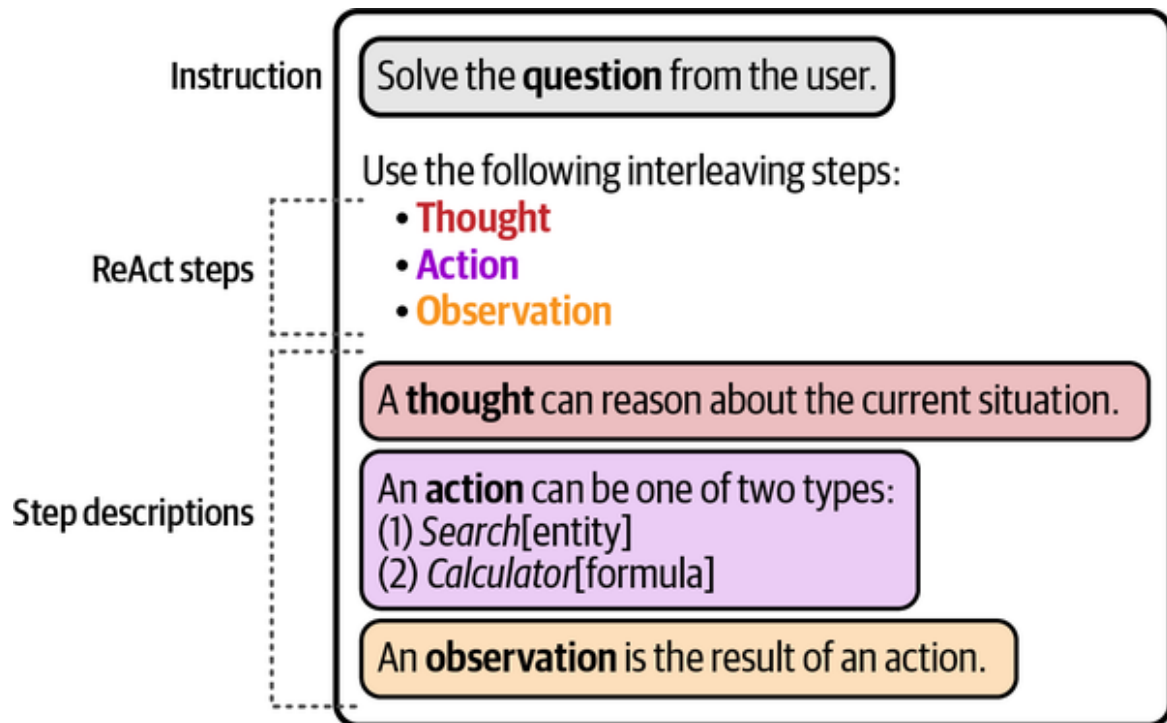 Instruction
Solve the question from the user.
Use the following interleaving steps:
ReAct steps
• Thought
• Action
• Observation
Step descriptions
A thought can reason about the current situation.
An action can be one of two types:
(1) Search[entity]
(2) Calculator[formula]
An observation is the result of an action.